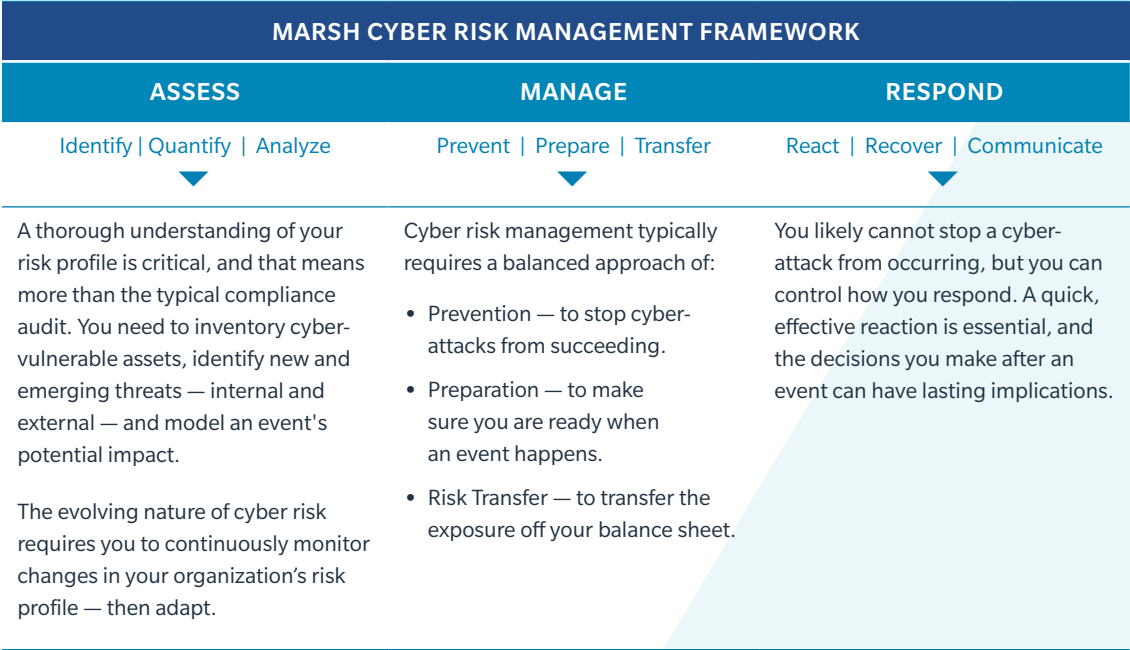 MARSH CYBER RISK MANAGEMENT FRAMEWORK
ASSESS
Identify | Quantify | Analyze
A thorough understanding of your
risk profile is critical, and that means
more than the typical compliance
audit. You need to inventory cyber-
vulnerable assets, identify new and
emerging threats — internal and
external — and model an event's
potential impact.
The evolving nature of cyber risk
requires you to continuously monitor
changes in your organization’s risk
profile — then adapt.
MANAGE
Prevent | Prepare | Transfer
Cyber risk management typically
requires a balanced approach of:
• Prevention — to stop cyber-
attacks from succeeding.
• Preparation — to make
sure you are ready when
an event happens.
• Risk Transfer — to transfer the
exposure off your balance sheet.
RESPOND
React | Recover | Communicate
You likely cannot stop a cyber-
attack from occurring, but you can
control how you respond. A quick,
effective reaction is essential, and
the decisions you make after an
event can have lasting implications.